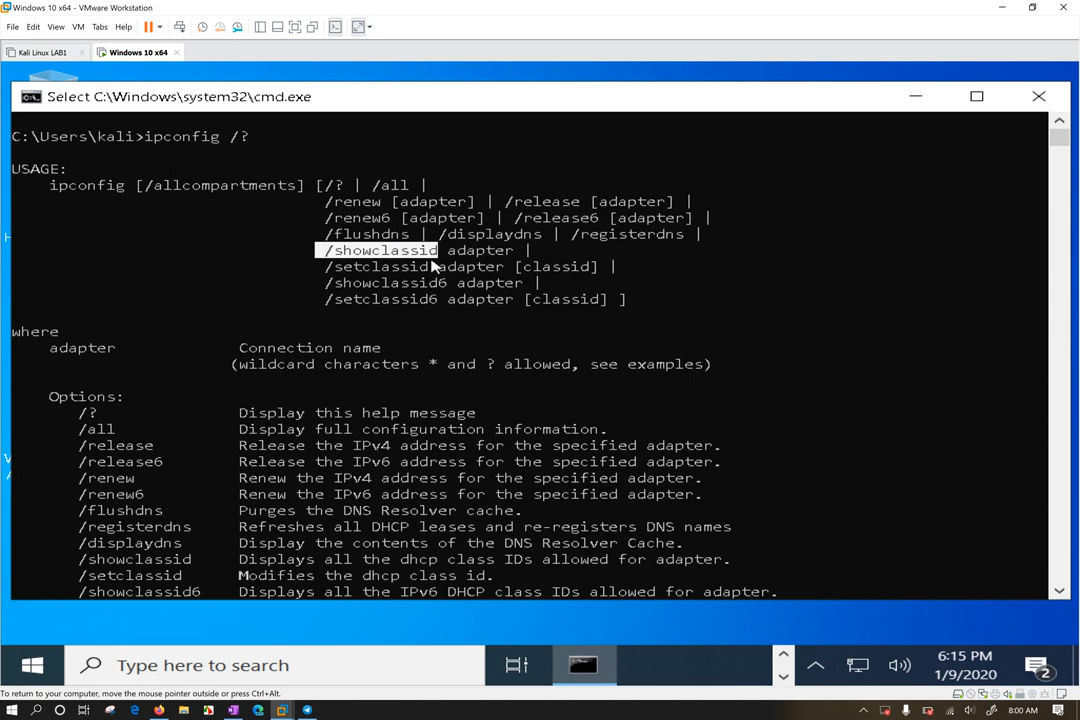 Windows 10 x64 - VMware Workstation
File Edit View VM Tabs Help
Kali Linux LAB1
Windows 10 x64
Select C:\Windows\system32\cmd.exe
C:\Users\kali>ipconfig /?
USAGE:
ipconfig [/allcompartments] [/? | /all |
/renew [adapter] | /release [adapter] |
/renew6 [adapter] | /release6 [adapter] |
/flushdns | /displaydns | /registerdns |
/showclassid adapter |
/setclassid adapter [classid] |
/showclassid6 adapter |
/setclassid6 adapter [classid] ]
where
adapter Connection name
(wildcard characters * and ? allowed, see examples)
Options:
/? Display this help message
/all Display full configuration information.
/release Release the IPv4 address for the specified adapter.
/release6 Release the IPv6 address for the specified adapter.
/renew Renew the IPv4 address for the specified adapter.
/renew6 Renew the IPv6 address for the specified adapter.
/flushdns Purges the DNS Resolver cache.
/registerdns Refreshes all DHCP leases and re-registers DNS names
/displaydns Display the contents of the DNS Resolver Cache.
/showclassid Displays all the dhcp class IDs allowed for adapter.
/setclassid Modifies the dhcp class id.
/showclassid6 Displays all the IPv6 DHCP class IDs allowed for adapter.
Type here to search
6:15 PM
1/9/2020
2
To return to your computer, move the mouse pointer outside or press Ctrl+Alt.
8:00 AM